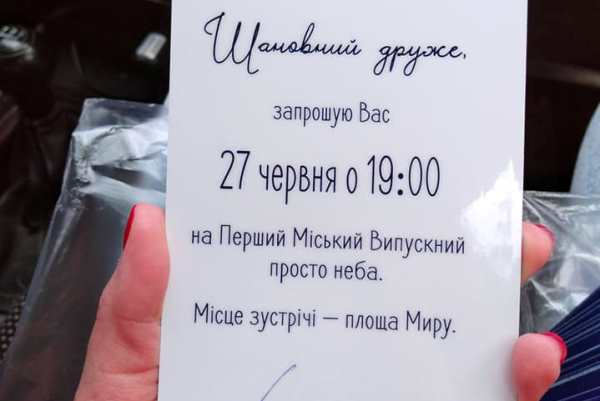 Шановний друже,
запрошую Вас
27 червня о 19:00
на Перший Міський Випускний
просто неба.
Місце зустрічі — площа Миру.